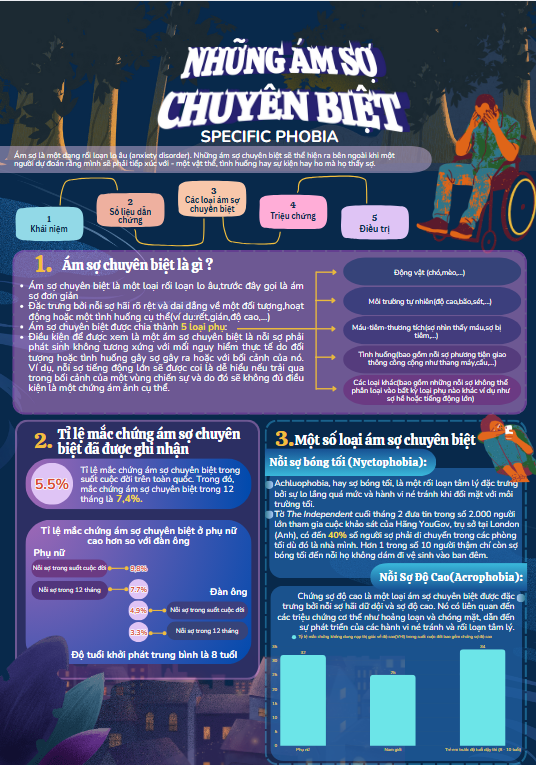 NHỮNG ÁM SỢ
CHUYÊN BIỆT
SPECIFIC PHOBIA
Ám sợ là một dạng rối loạn lo âu (anxiety disorder). Những ám sợ chuyên biệt sẽ thể hiện ra bên ngoài khi một
người dự đoán rằng mình sẽ phải tiếp xúc với - một vật thể, tình huống hay sự kiện hay ho mà họ thấy sợ.
1
Khái niệm
2
Số liệu dẫn
chứng
3
Các loại ám sợ
chuyên biệt
4
Triệu chứng
5
Điều trị
1. Ám sợ chuyên biệt là gì ?
• Ám sợ chuyên biệt là một loại rối loạn lo âu,trước đây gọi là ám
sợ đơn giản
• Đặc trưng bởi nỗi sợ hãi rõ rệt và dai dẳng về một đối tượng,hoạt
động hoặc một tình huống cụ thể(ví dụ:rết,gián,độ cao,...)
• Ám sợ chuyên biệt được chia thành 5 loại phụ
• Điều kiện để được xem là một ám sợ chuyên biệt là nỗi sợ phải
phát sinh không tương xứng với mối nguy hiểm thực tế do đối
tượng hoặc tình huống gây sợ gây ra hoặc với bối cảnh của nó.
Ví dụ, nỗi sợ tiếng động lớn sẽ được coi là dễ hiểu nếu trải qua
trong bối cảnh của một vùng chiến sự và do đó sẽ không đủ điều
kiện là một chứng ám ảnh cụ thể.
Động vật (chó,mèo,...)
Môi trường tự nhiên(độ cao,bão,sét,...)
Máu-tiêm-thương tích(sợ nhìn thấy máu,sợ bị
tiêm,...)
Tình huống(bao gồm nỗi sợ phương tiện giao
thông công cộng như thang máy,cầu,...)
Các loại khác(bao gồm những nỗi sợ không thể
phân loại vào bất kỳ loại phụ nào khác ví dụ như
sợ hề hoặc tiếng động lớn)
2. Tỉ lệ mắc chứng ám sợ chuyên
biệt đã được ghi nhận
5.5%
Tỉ lệ mắc chứng ám sợ chuyên biệt trong
suốt cuộc đời trên toàn quốc. Trong đó,
mắc chứng ám sợ chuyên biệt trong 12
tháng là 7,4%.
Tỉ lệ mắc chứng ám sợ chuyên biệt ở phụ nữ
cao hơn so với đàn ông
Phụ nữ
Nỗi sợ trong suốt cuộc đời
Nỗi sợ trong 12 tháng
7.7%
Đàn ông
4.9%
Nỗi sợ trong suốt cuộc đời
3.3%
Nỗi sợ trong 12 tháng
Độ tuổi khởi phát trung bình là 8 tuổi
3. Một số loại ám sợ chuyên biệt
Nỗi sợ bóng tối (Nyctophobia):
Achluophobia, hay sợ bóng tối, là một rối loạn tâm lý đặc trưng
bởi sự lo lắng quá mức và hành vi né tránh khi đối mặt với môi
trường tối.
Tờ The Independent cuối tháng 2 đưa tin trong số 2.000 người
lớn tham gia cuộc khảo sát của Hãng YouGov, trụ sở tại London
(Anh), có đến 40% số người sợ phải di chuyển trong các phòng
tối dù đó là nhà mình. Hơn 1 trong số 10 người thậm chí còn sợ
bóng tối đến nỗi họ không dám đi vệ sinh vào ban đêm.
Nỗi Sợ Độ Cao(Acrophobia):
Chứng sợ độ cao là một loại ám sợ chuyên biệt được đặc
trưng bởi nỗi sợ hãi dữ dội và sợ độ cao. Nó có liên quan đến
các triệu chứng cơ thể như hoảng loạn và chóng mặt, dẫn đến
sự phát triển của các hành vi né tránh và rối loạn tâm lý.
35
30
25
20
15
10
5
0
32
25
34
Phụ nữ
Nam giới